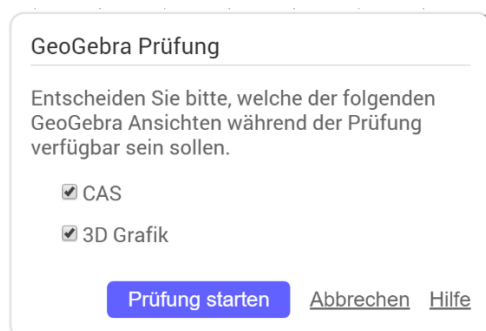 GeoGebra Prüfung
Entscheiden Sie bitte, welche der folgenden
GeoGebra Ansichten während der Prüfung
verfügbar sein sollen.
CAS
3D Grafik
Prüfung starten Abbrechen Hilfe